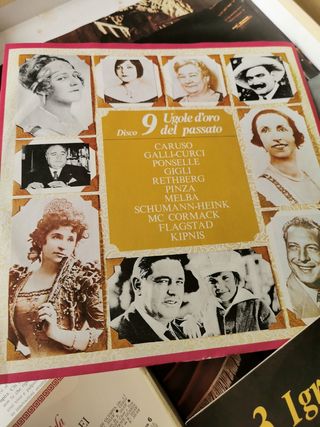 Disco 9 Ugole d'oro
del passato
CARUSO
GALLI-CURCI
PONSELLE
GIGLI
RETHBERG
PINZA
MELBA
SCHUMANN-HEINK
MC CORMACK
FLAGSTAD
KIPNIS
3. Igr